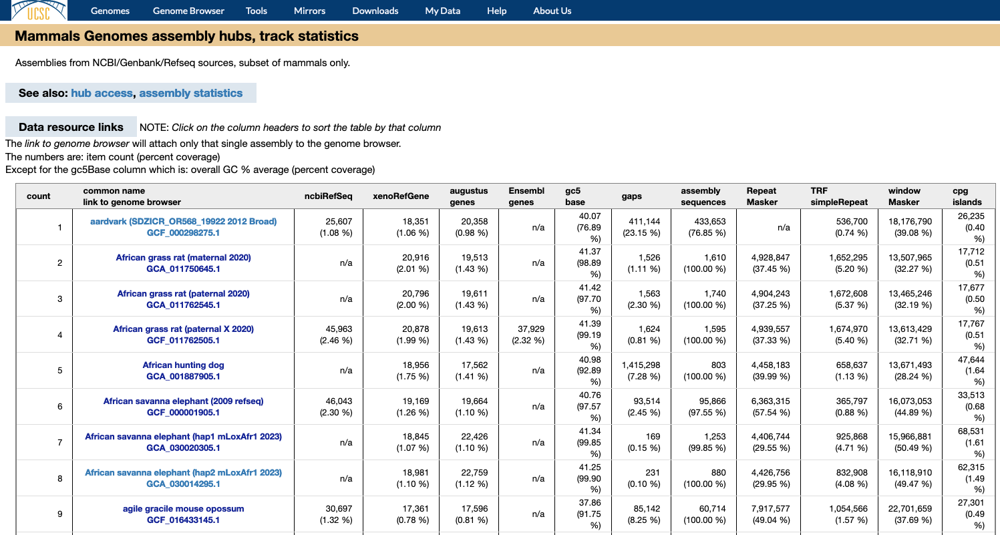 UCSC
Genomes Genome Browser Tools Mirrors Downloads My Data Help About Us
Mammals Genomes assembly hubs, track statistics
Assemblies from NCBI/Genbank/Refseq sources, subset of mammals only.
See also: hub access, assembly statistics
Data resource links NOTE: Click on the column headers to sort the table by that column
The link to genome browser will attach only that single assembly to the genome browser.
The numbers are: item count (percent coverage)
Except for the gc5Base column which is: overall GC % average (percent coverage)
count common name link to genome browser ncbiRefSeq xenoRefGene augustus genes Ensembl genes gc5 base gaps assembly sequences Repeat Masker TRF simpleRepeat window Masker cpg islands
1 aardvark (SDZICR_OR568_19922 2012 Broad) GCF_000298275.1 25,607 (1.08 %) 18,351 (1.06 %) 20,358 (0.98 %) n/a 40.07 (76.89 %) 411,144 (23.15 %) 433,653 (76.85 %) n/a 536,700 (0.74 %) 18,176,790 (39.08 %) 26,235 (0.40 %)
2 African grass rat (maternal 2020) GCA_011750645.1 n/a 20,916 (2.01 %) 19,513 (1.43 %) n/a 41.37 (98.89 %) 1,526 (1.11 %) 1,610 (100.00 %) 4,928,847 (37.45 %) 1,652,295 (5.20 %) 13,507,965 (32.27 %) 17,712 (0.51 %)
3 African grass rat (paternal 2020) GCA_011762545.1 n/a 20,796 (2.00 %) 19,611 (1.43 %) n/a 41.42 (97.70 %) 1,563 (2.30 %) 1,740 (100.00 %) 4,904,243 (37.25 %) 1,672,608 (5.37 %) 13,465,246 (32.19 %) 17,677 (0.50 %)
4 African grass rat (paternal X 2020) GCF_011762505.1 45,963 (2.46 %) 20,878 (1.99 %) 19,613 (1.43 %) 37,929 (2.32 %) 41.39 (99.19 %) 1,624 (0.81 %) 1,595 (100.00 %) 4,939,557 (37.33 %) 1,674,970 (5.40 %) 13,613,429 (32.71 %) 17,767 (0.51 %)
5 African hunting dog GCA_001887905.1 n/a 18,956 (1.75 %) 17,562 (1.41 %) n/a 40.98 (92.89 %) 1,415,298 (7.28 %) 803 (100.00 %) 4,458,183 (39.99 %) 658,637 (1.13 %) 13,671,493 (28.24 %) 47,644 (1.64 %)
6 African savanna elephant (2009 refseq) GCF_000001905.1 46,043 (2.30 %) 19,169 (1.26 %) 19,664 (1.10 %) n/a 40.76 (97.57 %) 93,514 (2.45 %) 95,866 (97.55 %) 6,363,315 (57.54 %) 365,797 (0.88 %) 16,073,053 (44.89 %) 33,513 (0.68 %)
7 African savanna elephant (hap1 mLoxAfr1 2023) GCA_030020305.1 n/a 18,845 (1.07 %) 22,426 (1.10 %) n/a 41.34 (99.85 %) 169 (0.15 %) 1,253 (99.85 %) 4,406,744 (29.55 %) 925,868 (4.71 %) 15,966,881 (50.49 %) 68,531 (1.61 %)
8 African savanna elephant (hap2 mLoxAfr1 2023) GCA_030014295.1 n/a 18,981 (1.10 %) 22,759 (1.12 %) n/a 41.25 (99.90 %) 231 (0.10 %) 880 (100.00 %) 4,426,756 (29.95 %) 832,908 (4.08 %) 16,118,910 (49.47 %) 62,315 (1.49 %)
9 agile gracile mouse opossum GCF_016433145.1 30,697 (1.32 %) 17,361 (0.78 %) 17,596 (0.81 %) n/a 37.86 (91.75 %) 85,142 (8.25 %) 60,714 (100.00 %) 7,917,577 (49.04 %) 1,054,566 (1.57 %) 22,701,659 (37.69 %) 27,301 (0.49 %)